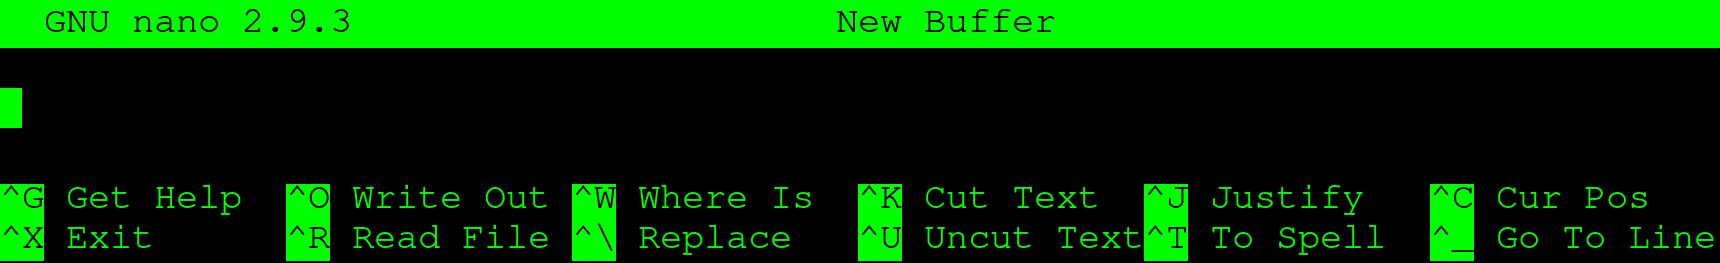 GNU nano 2.9.3 New Buffer
^G Get Help ^O Write Out ^W Where Is ^K Cut Text ^J Justify ^C Cur Pos
^X Exit ^R Read File ^\ Replace ^U Uncut Text ^T To Spell ^_ Go To Line